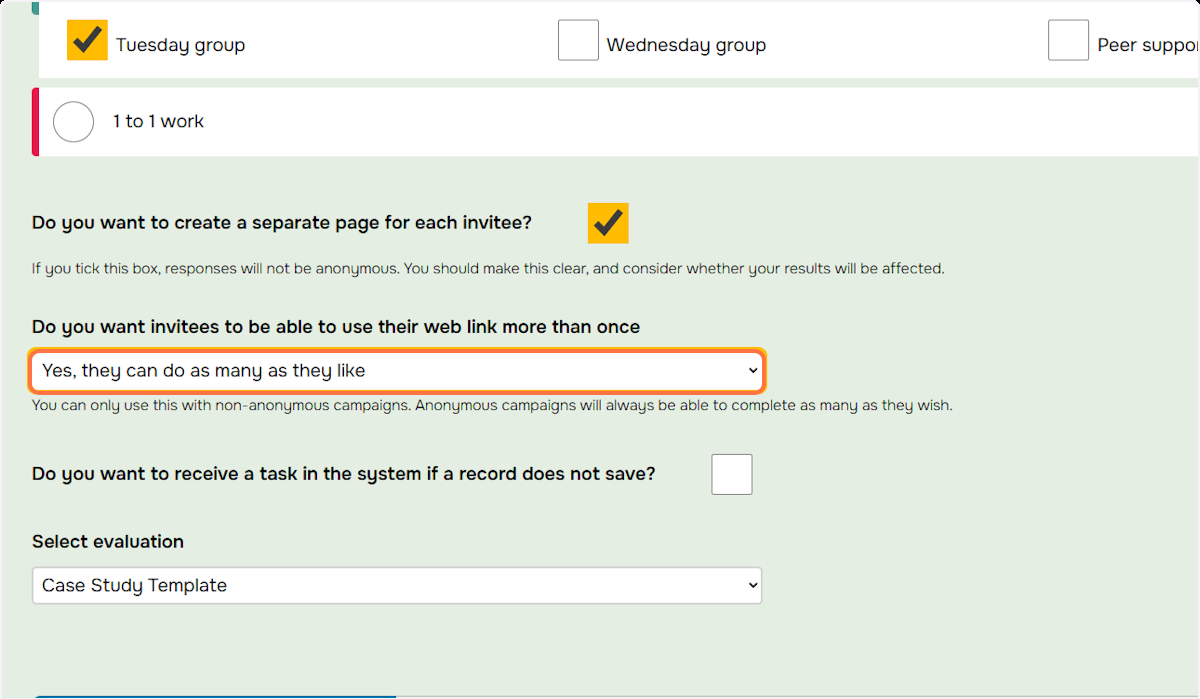 Tuesday group
Wednesday group
Peer suppor
1 to 1 work
Do you want to create a separate page for each invitee?
If you tick this box, responses will not be anonymous. You should make this clear, and consider whether your results will be affected.
Do you want invitees to be able to use their web link more than once
Yes, they can do as many as they like
You can only use this with non-anonymous campaigns. Anonymous campaigns will always be able to complete as many as they wish.
Do you want to receive a task in the system if a record does not save?
Select evaluation
Case Study Template